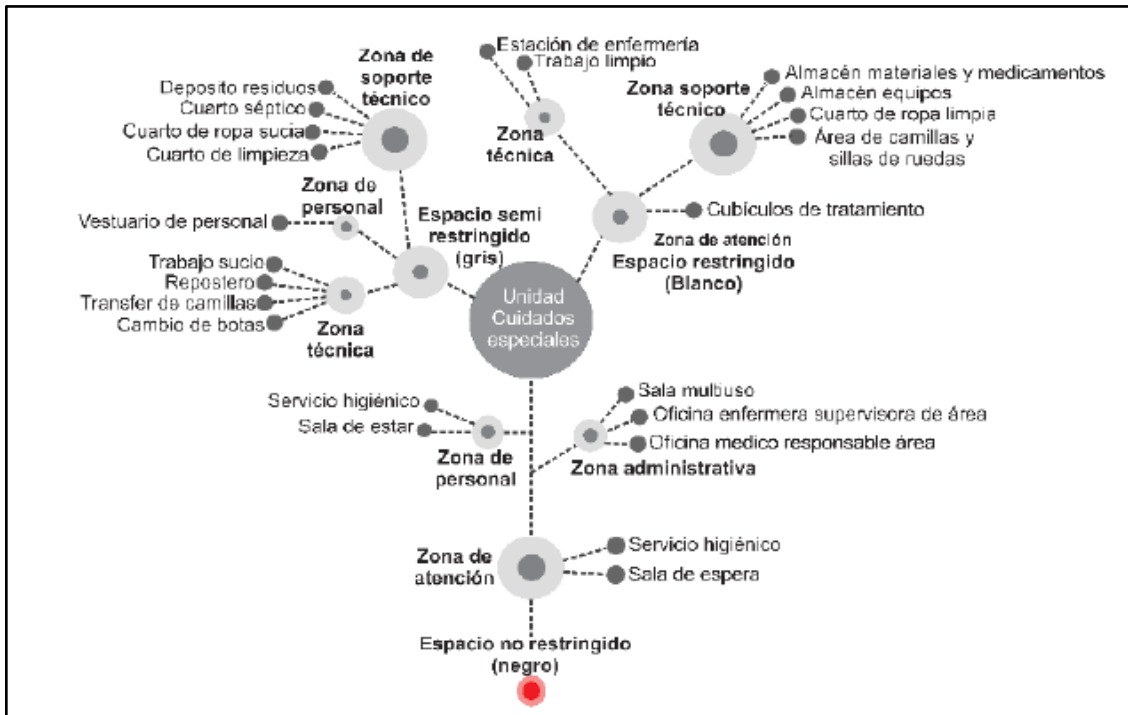 Zona de
soporte
técnico
Deposito residuos
Cuarto séptico
Cuarto de ropa sucia
Cuarto de limpieza
Estación de enfermería
Trabajo limpio
Zona
técnica
Zona soporte
técnico
Almacén materiales y medicamentos
Almacén equipos
Cuarto de ropa limpia
Área de camillas y
sillas de ruedas
Zona de
personal
Vestuario de personal
Espacio semi
restringido
(gris)
Cubículos de tratamiento
Zona de atención
Espacio restringido
(Blanco)
Trabajo sucio
Repostero
Transfer de camillas
Cambio de botas
Zona
técnica
Unidad
Cuidados
especiales
Servicio higiénico
Sala de estar
Zona de
personal
Sala multiuso
Oficina enfermera supervisora de área
Oficina medico responsable área
Zona administrativa
Zona de
atención
Servicio higiénico
Sala de espera
Espacio no restringido
(negro)